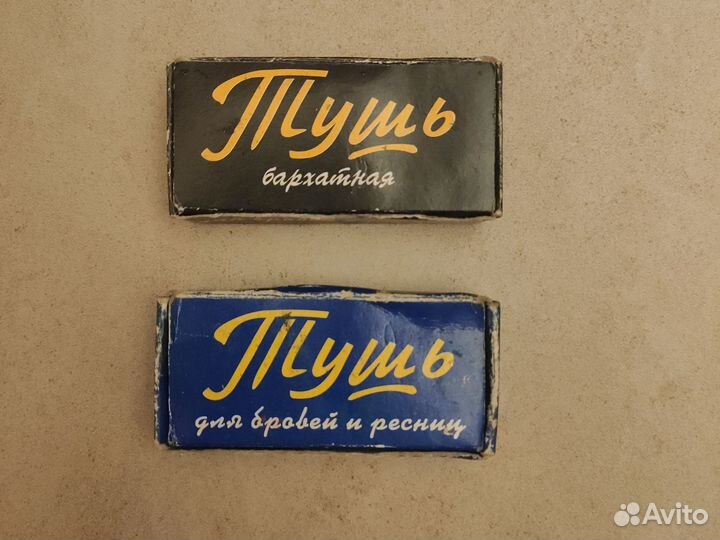 Тушь
бархатная
Тушь
для бровей и ресниц
Avito